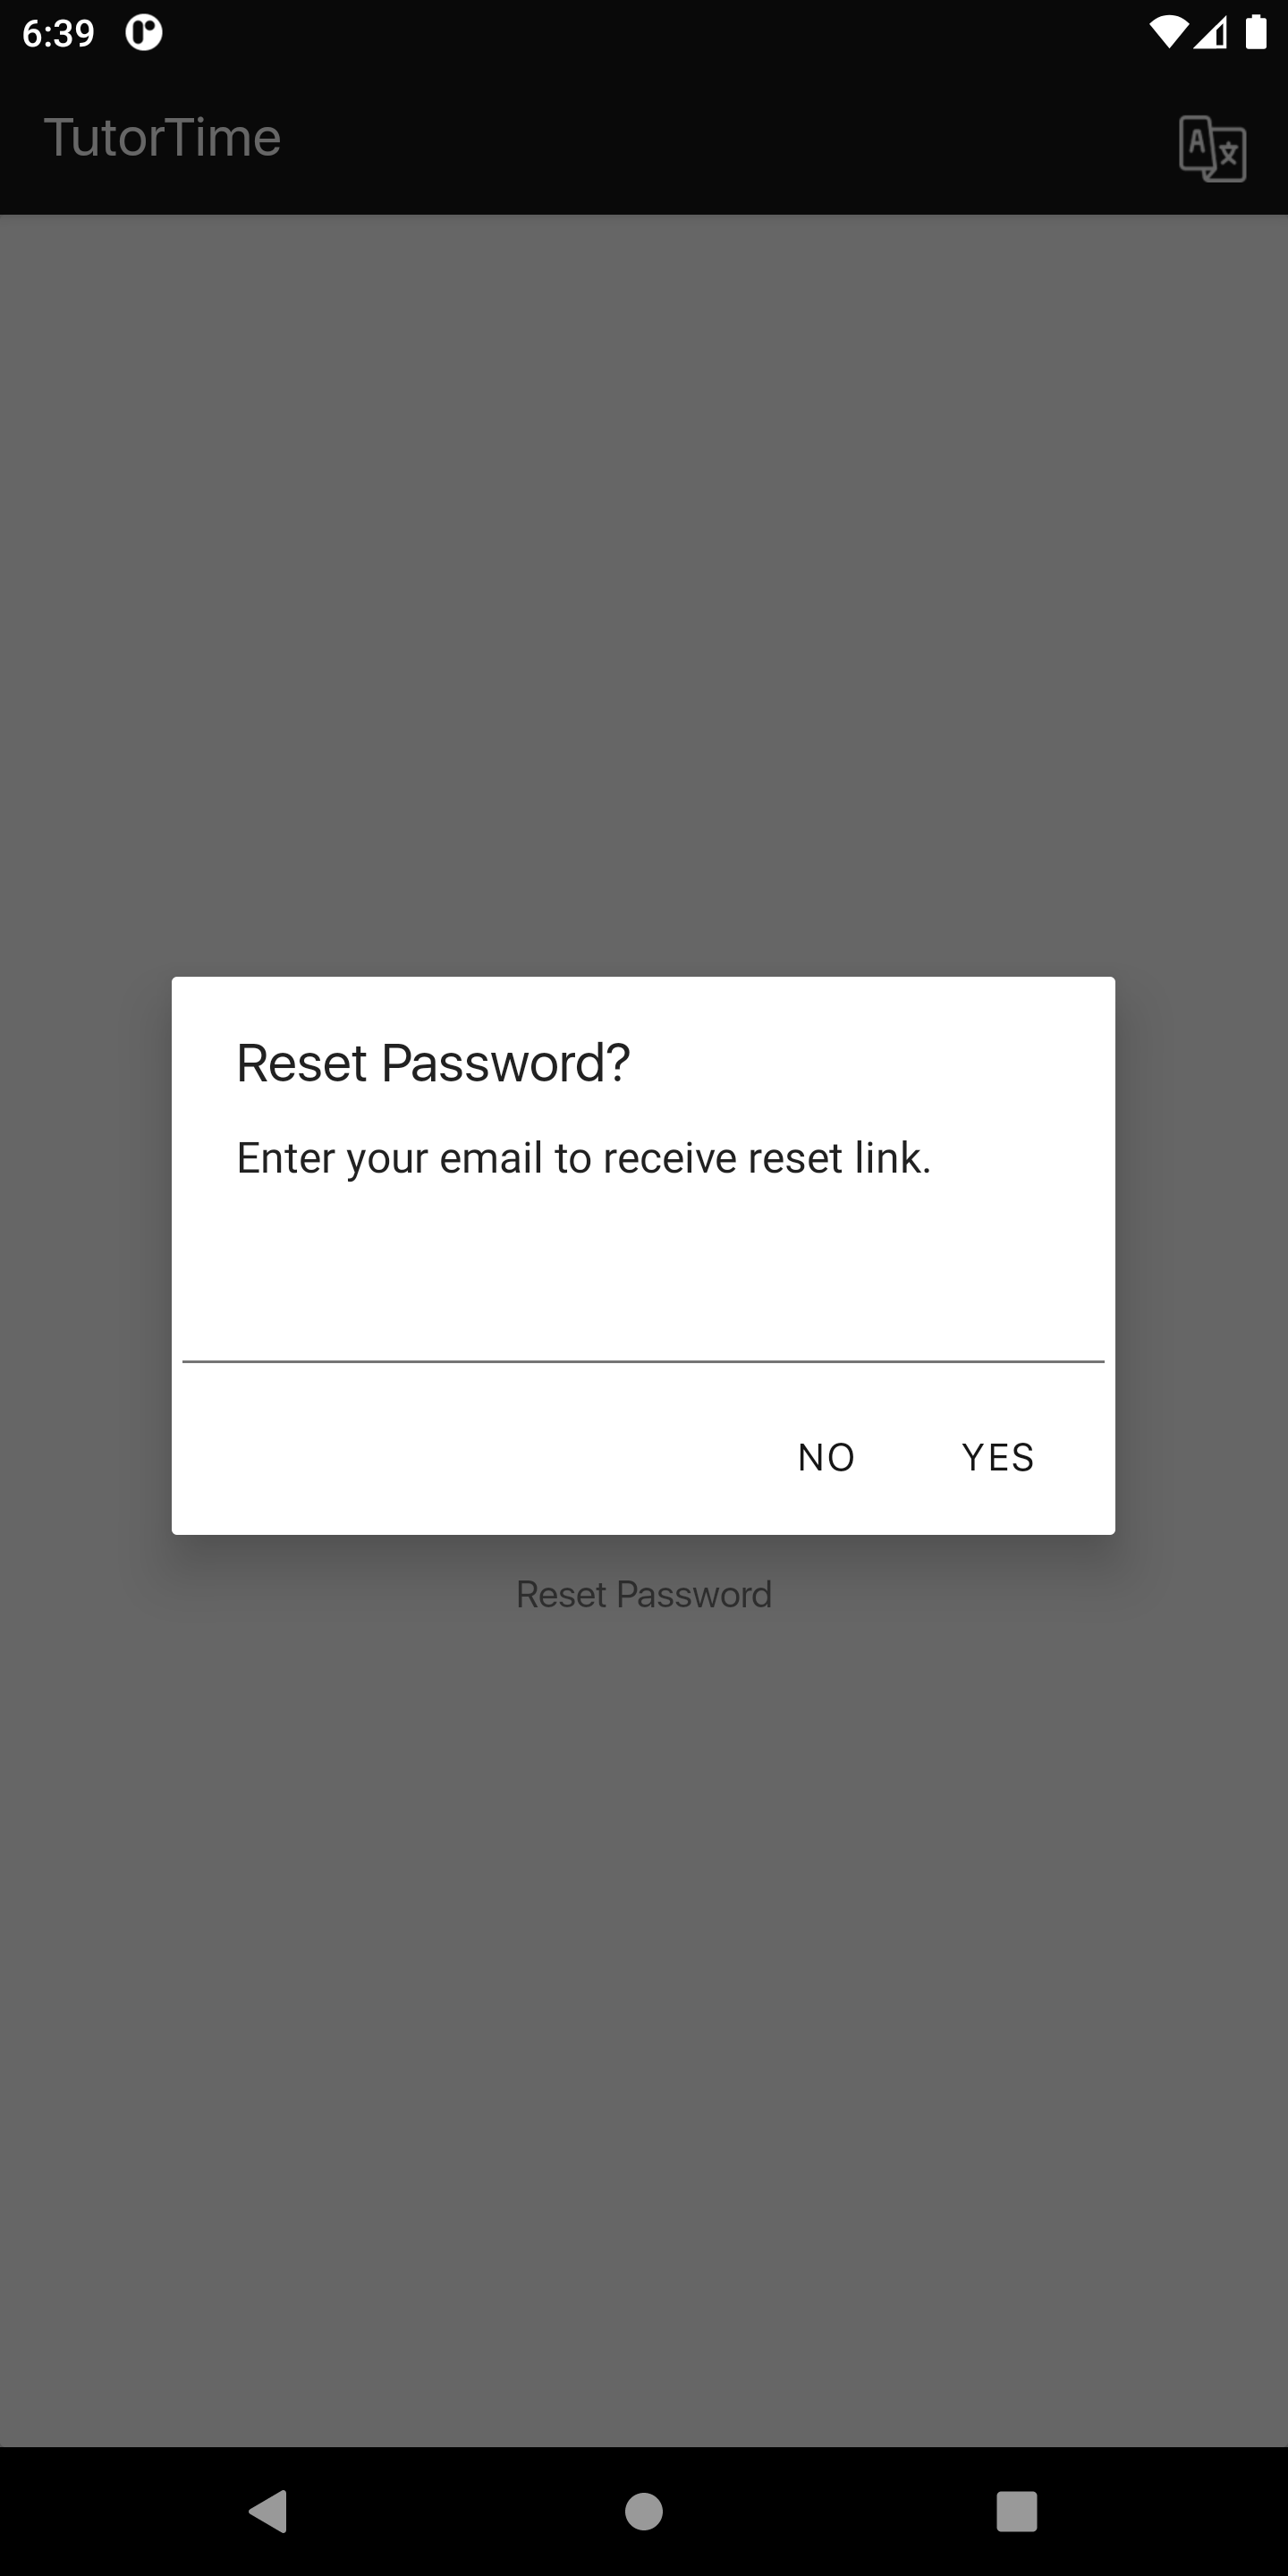 6:39
TutorTime
Reset Password?
Enter your email to receive reset link.
NO YES
Reset Password